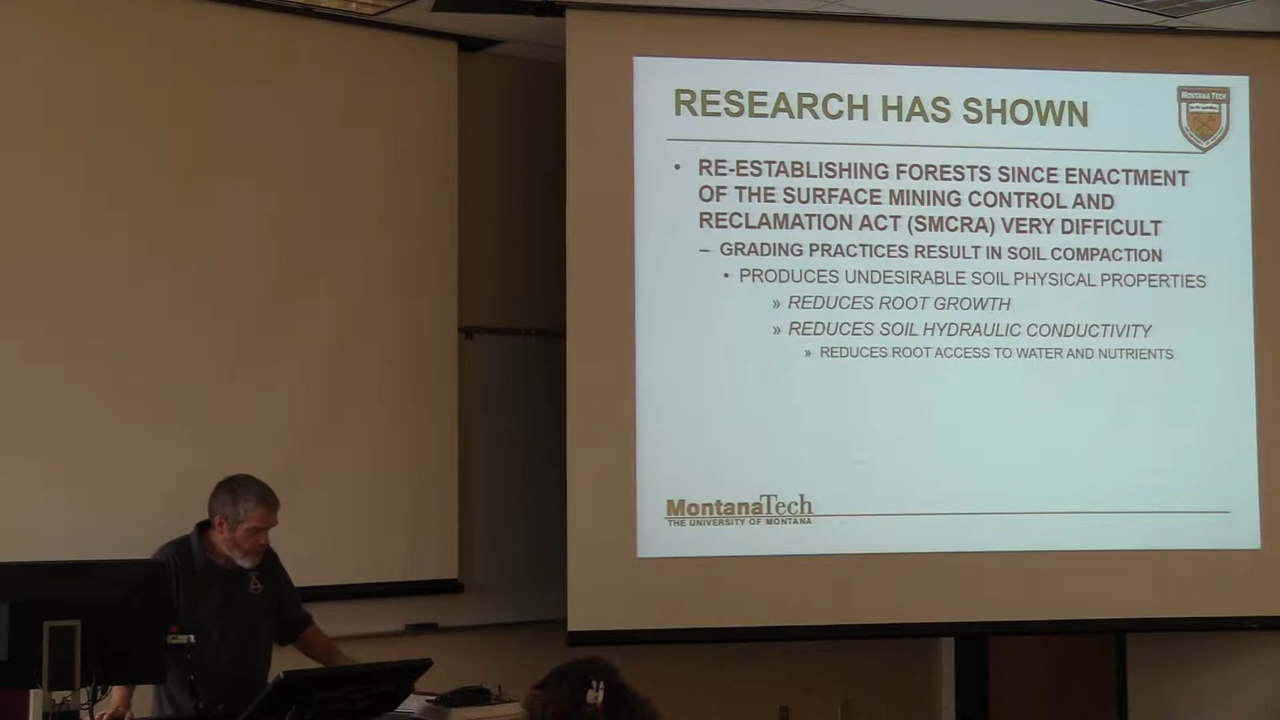 RESEARCH HAS SHOWN
MONTANA TECH
• RE-ESTABLISHING FORESTS SINCE ENACTMENT
OF THE SURFACE MINING CONTROL AND
RECLAMATION ACT (SMCRA) VERY DIFFICULT
– GRADING PRACTICES RESULT IN SOIL COMPACTION
• PRODUCES UNDESIRABLE SOIL PHYSICAL PROPERTIES
» REDUCES ROOT GROWTH
» REDUCES SOIL HYDRAULIC CONDUCTIVITY
» REDUCES ROOT ACCESS TO WATER AND NUTRIENTS
MontanaTech
THE UNIVERSITY OF MONTANA